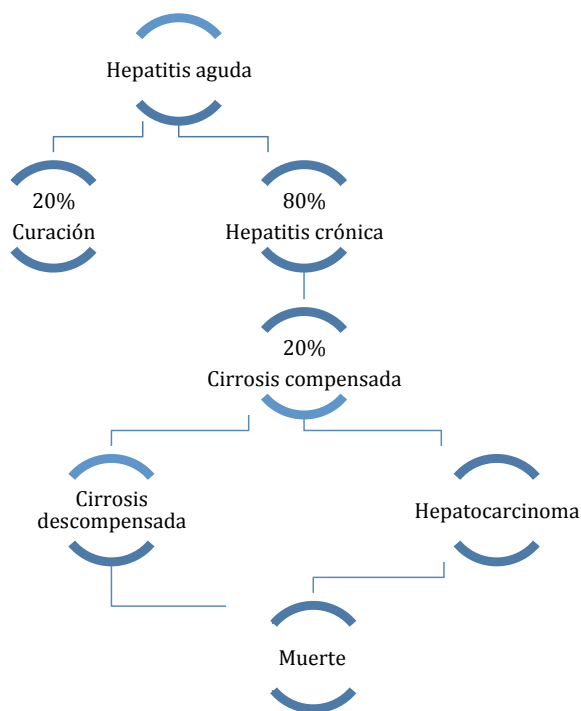 Hepatitis aguda
20%
Curación
80%
Hepatitis crónica
20%
Cirrosis compensada
Cirrosis
descompensada
Hepatocarcinoma
Muerte